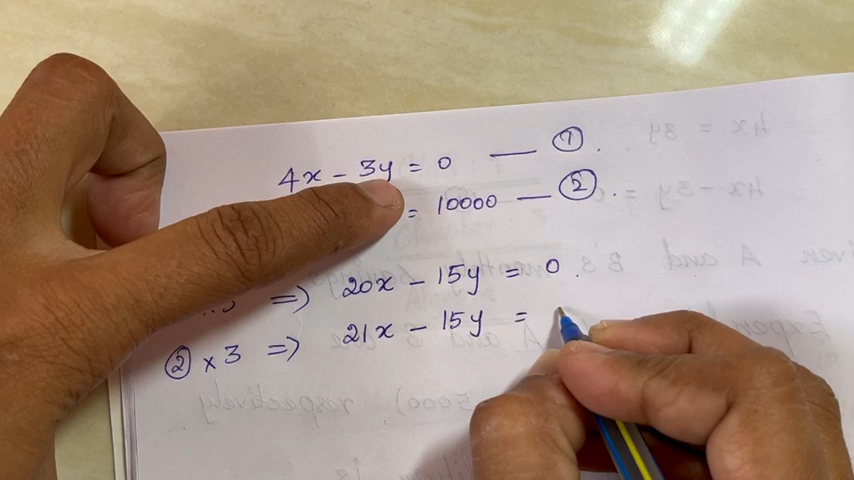 4x - 3y = 0 — ①.
= 10000 — ②.
⇒ 20x - 15y = 0.
② x 3 ⇒ 21x - 15y =